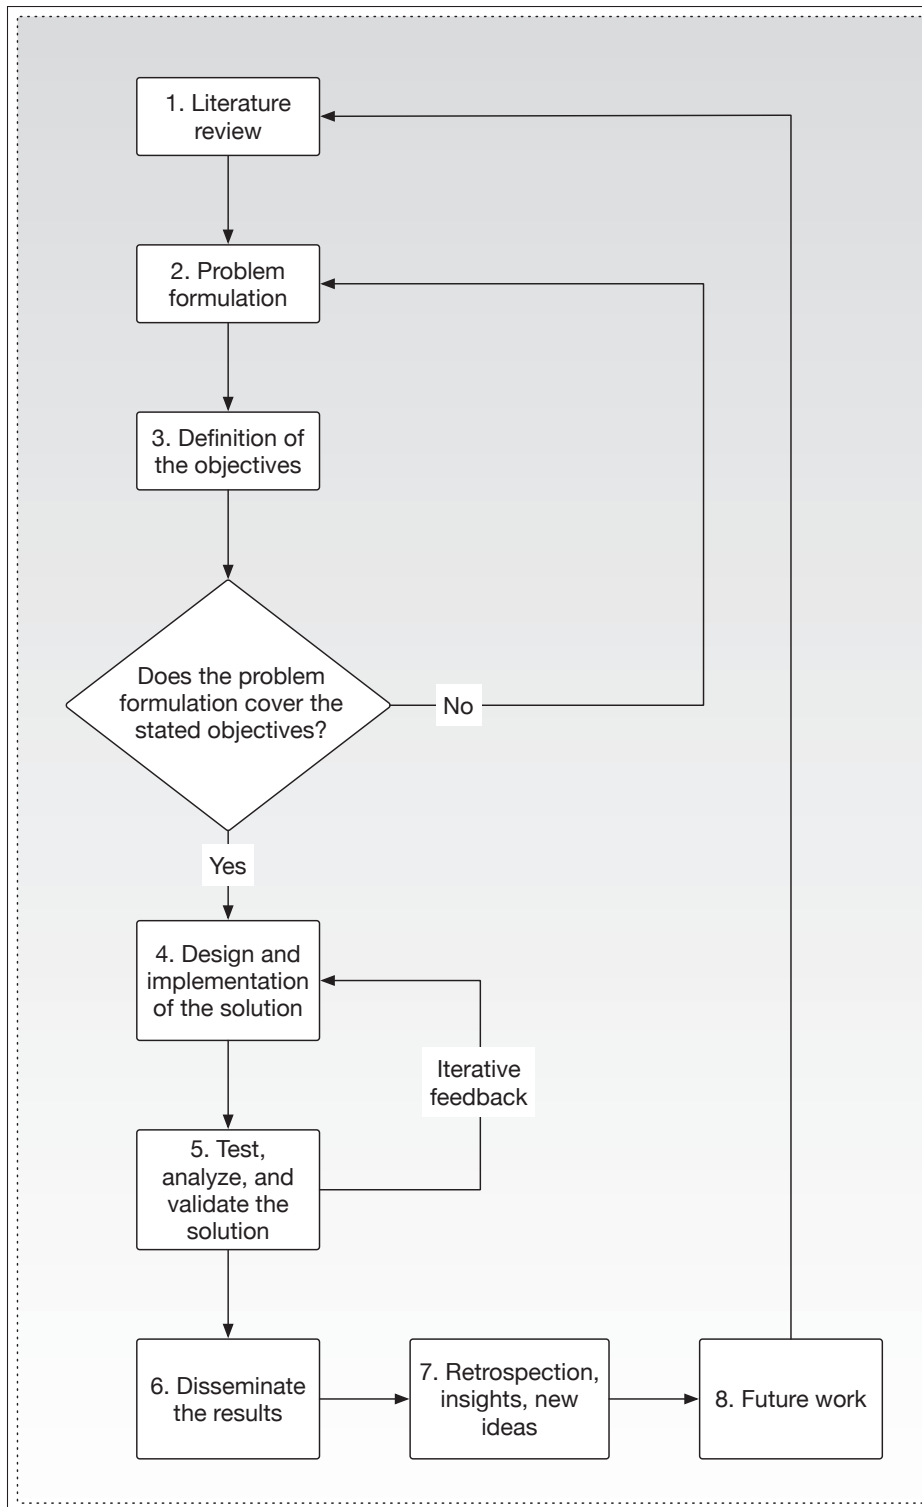 1. Literature
review
2. Problem
formulation
3. Definition of
the objectives
Does the problem
formulation cover the
stated objectives?
No
Yes
4. Design and
implementation
of the solution
Iterative
feedback
5. Test,
analyze, and
validate the
solution
6. Disseminate
the results
7. Retrospection,
insights, new
ideas
8. Future work